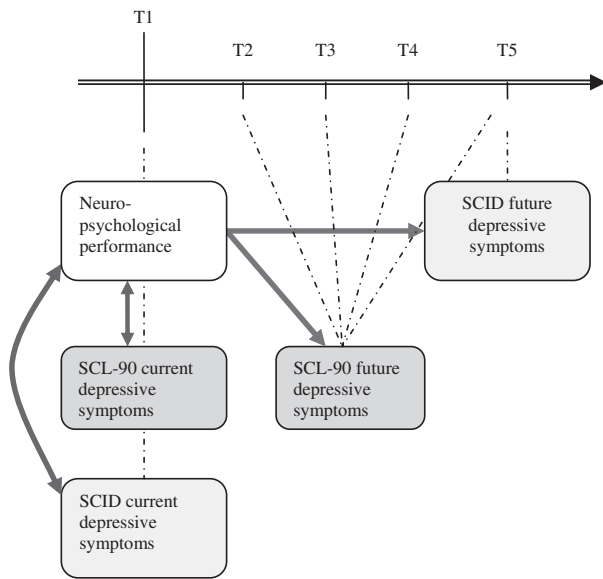 T1
T2 T3 T4 T5
Neuro-
psychological
performance
SCID future
depressive
symptoms
SCL-90 current
depressive
symptoms
SCL-90 future
depressive
symptoms
SCID current
depressive
symptoms